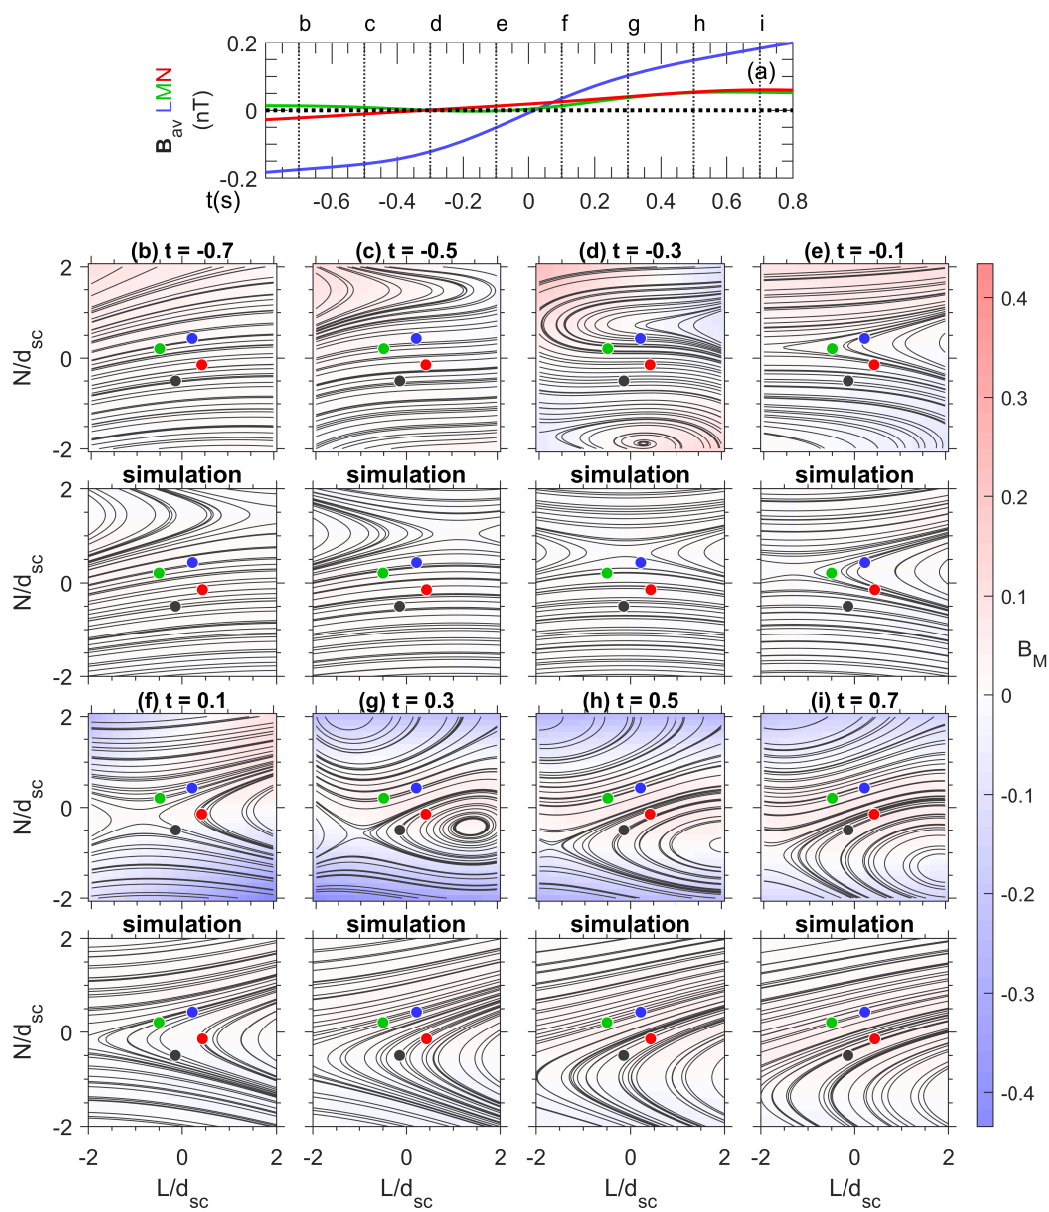 b c d e f g h i
0.2
0
-0.2
B_av LMN
(nT)
(a)
t(s) -0.6 -0.4 -0.2 0 0.2 0.4 0.6 0.8
(b) t = -0.7 (c) t = -0.5 (d) t = -0.3 (e) t = -0.1
2
0
-2
N/d_sc
simulation simulation simulation simulation
2
0
-2
N/d_sc
(f) t = 0.1 (g) t = 0.3 (h) t = 0.5 (i) t = 0.7
2
0
-2
N/d_sc
simulation simulation simulation simulation
2
0
-2
N/d_sc
-2 0 2 -2 0 2 -2 0 2 -2 0 2
L/d_sc L/d_sc L/d_sc L/d_sc
0.4
0.3
0.2
0.1
B_M
0
-0.1
-0.2
-0.3
-0.4